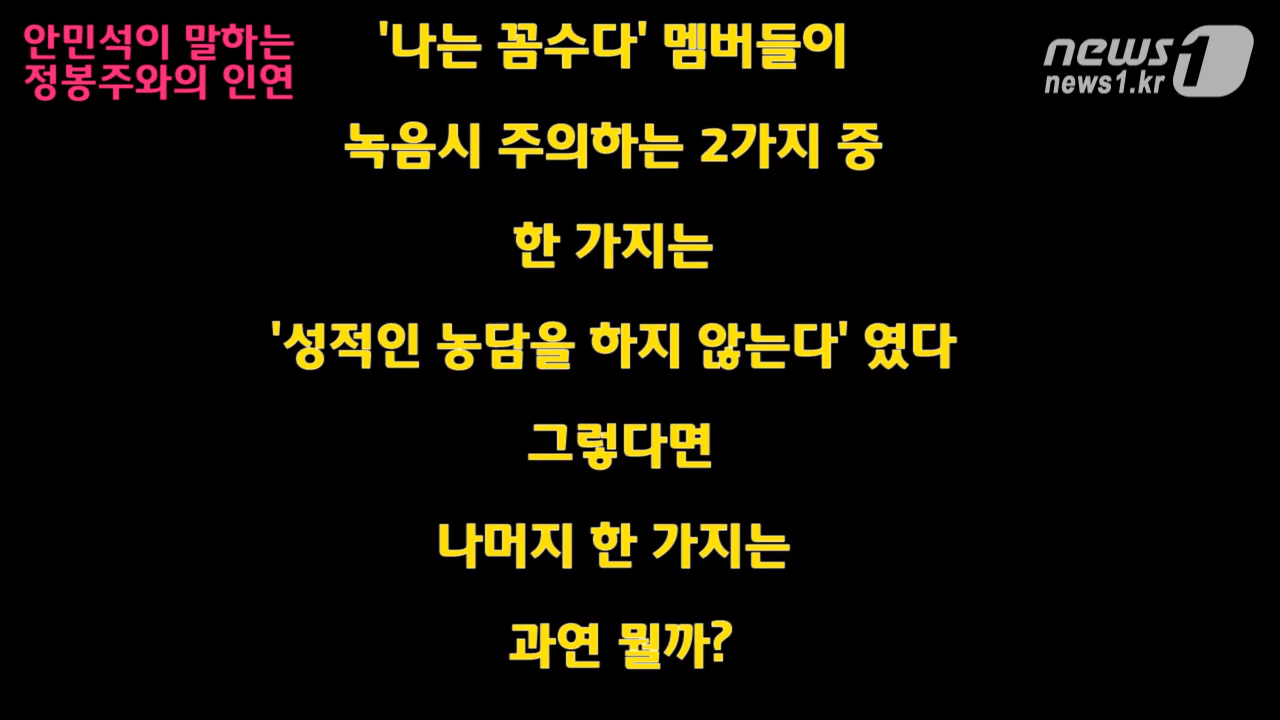 안민석이 말하는
정봉주와의 인연
news1
news1.kr
'나는 꼼수다' 멤버들이
녹음시 주의하는 2가지 중
한 가지는
'성적인 농담을 하지 않는다' 였다
그렇다면
나머지 한 가지는
과연 뭘까?